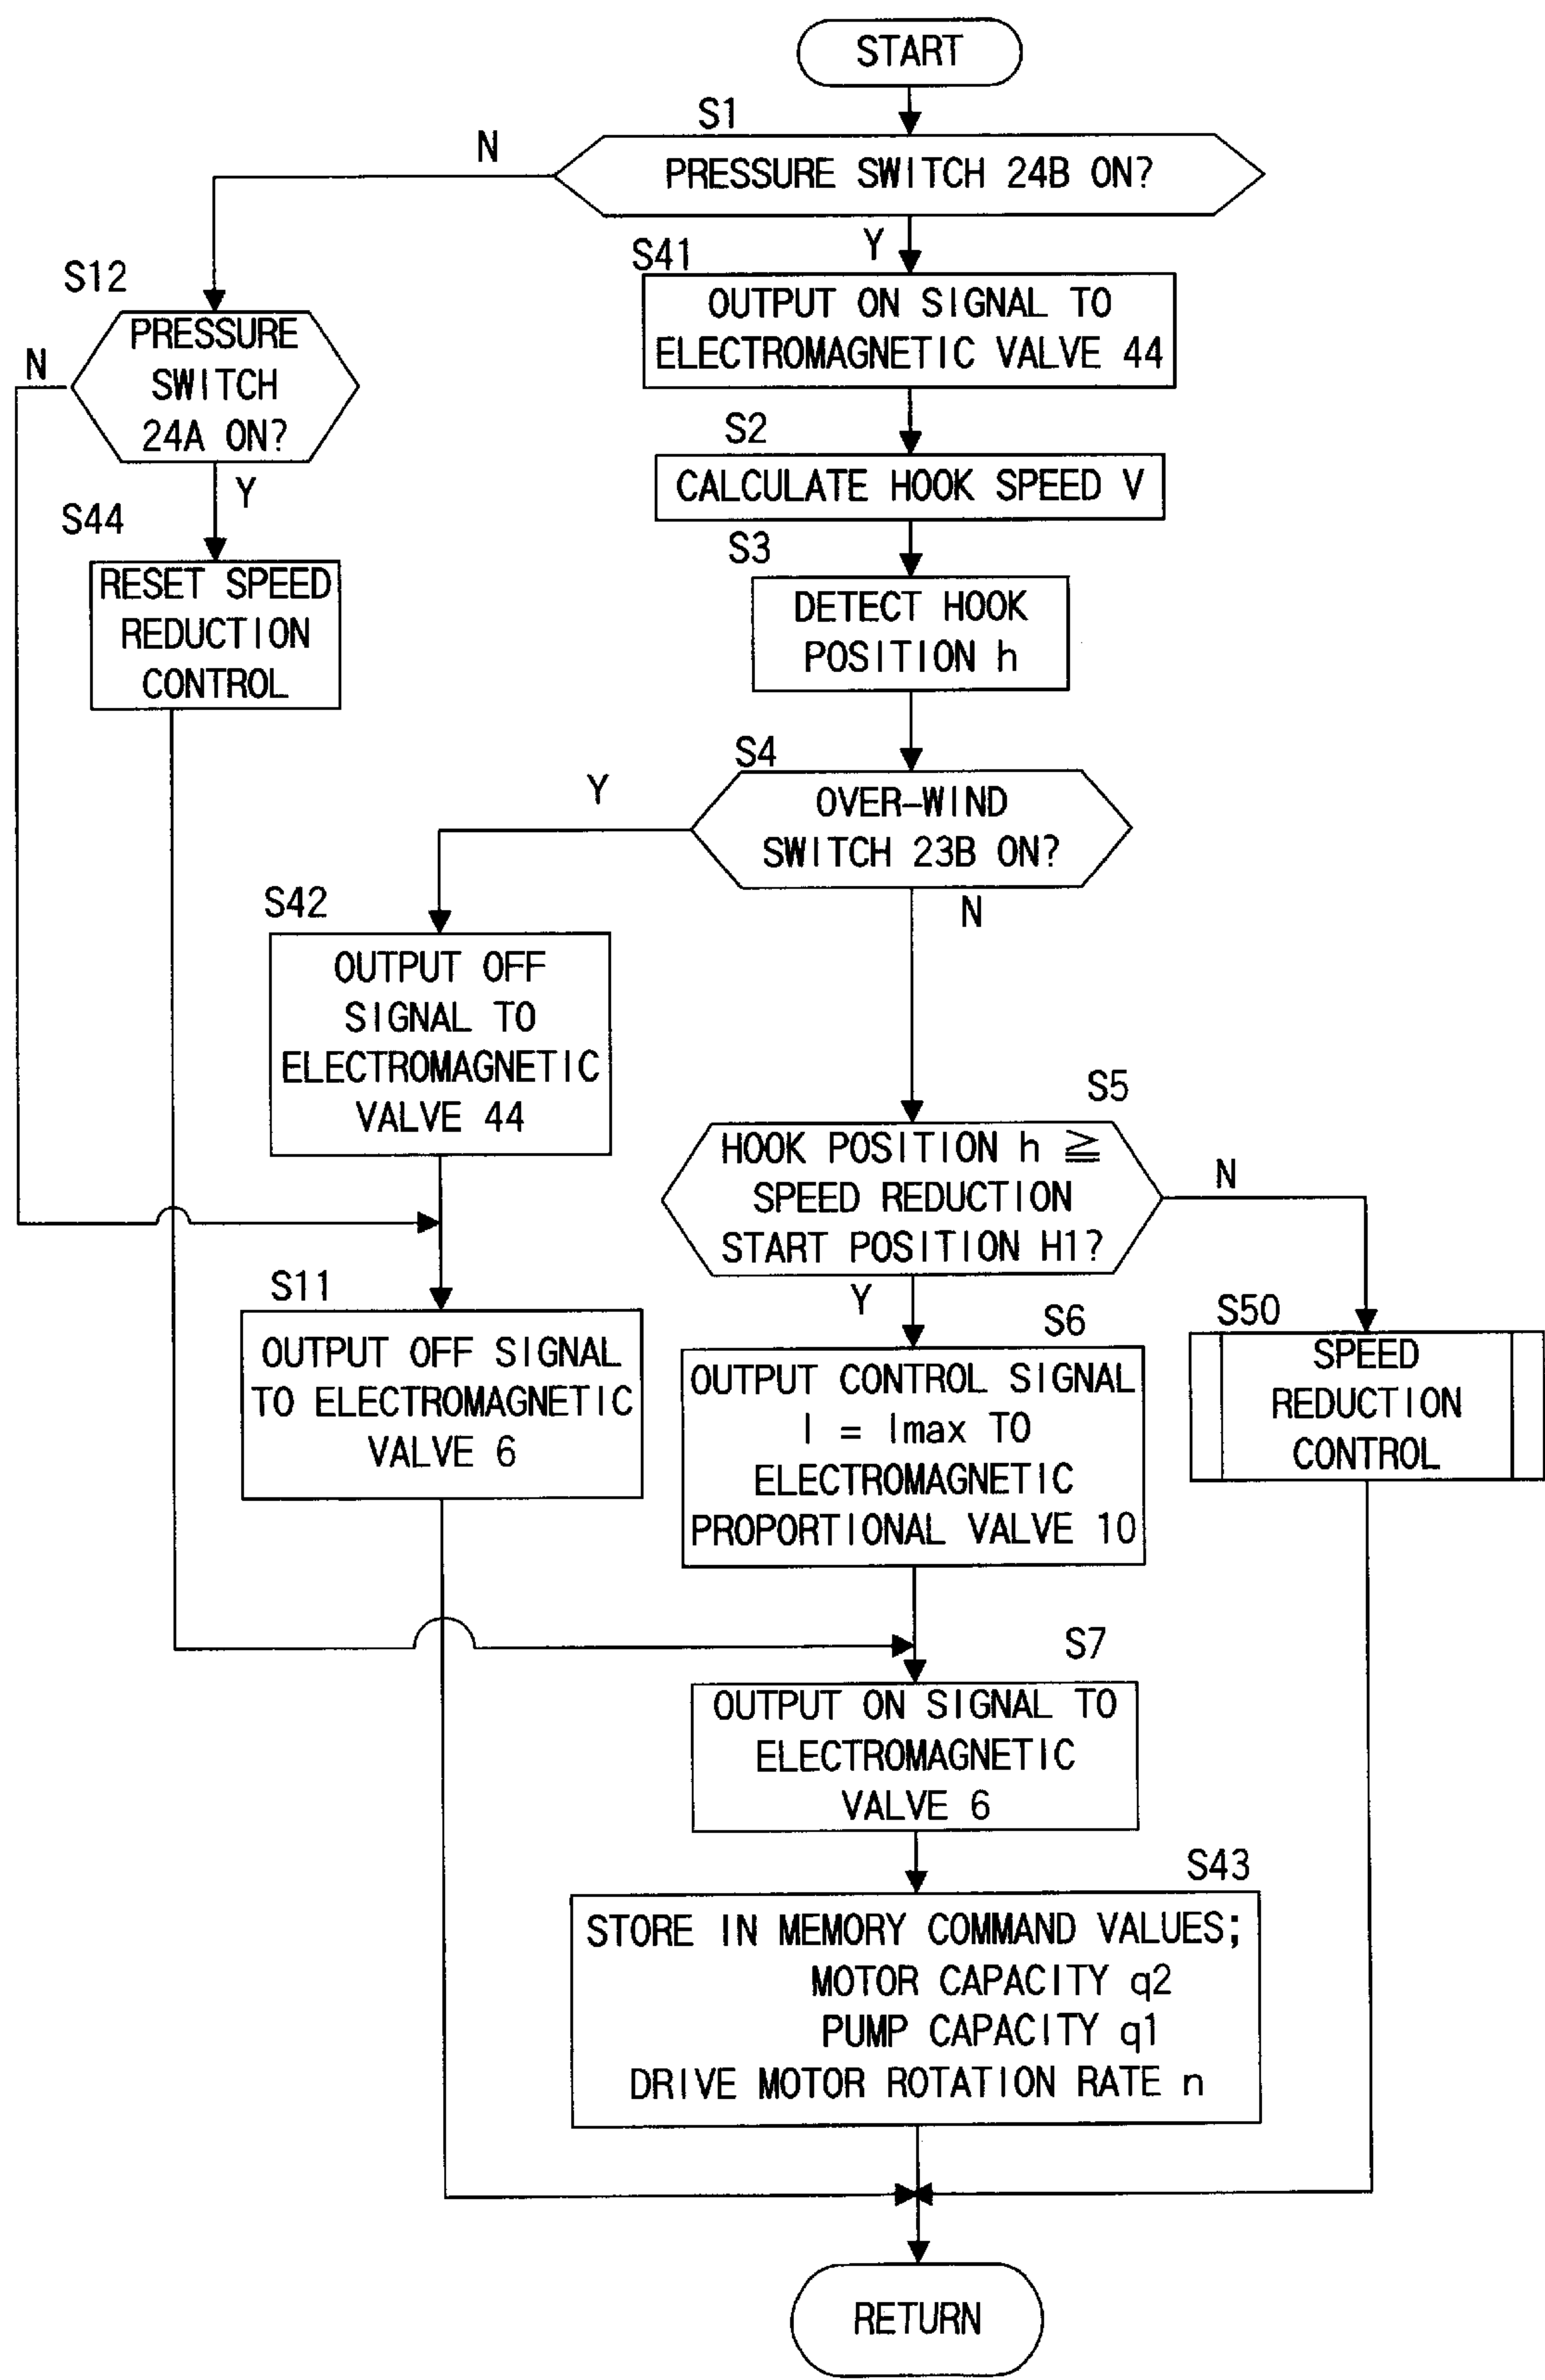 START
S1
N
PRESSURE SWITCH 24B ON?
Y
S41
OUTPUT ON SIGNAL TO
ELECTROMAGNETIC VALVE 44
S12
PRESSURE
SWITCH
24A ON?
N
Y
S2
CALCULATE HOOK SPEED V
S44
RESET SPEED
REDUCTION
CONTROL
S3
DETECT HOOK
POSITION h
S4
Y
OVER-WIND
SWITCH 23B ON?
N
S42
OUTPUT OFF
SIGNAL TO
ELECTROMAGNETIC
VALVE 44
S5
HOOK POSITION h ≧
SPEED REDUCTION
START POSITION H1?
N
Y
S11
OUTPUT OFF SIGNAL
TO ELECTROMAGNETIC
VALVE 6
S6
OUTPUT CONTROL SIGNAL
I = Imax TO
ELECTROMAGNETIC
PROPORTIONAL VALVE 10
S50
SPEED
REDUCTION
CONTROL
S7
OUTPUT ON SIGNAL TO
ELECTROMAGNETIC
VALVE 6
S43
STORE IN MEMORY COMMAND VALUES;
MOTOR CAPACITY q2
PUMP CAPACITY q1
DRIVE MOTOR ROTATION RATE n
RETURN